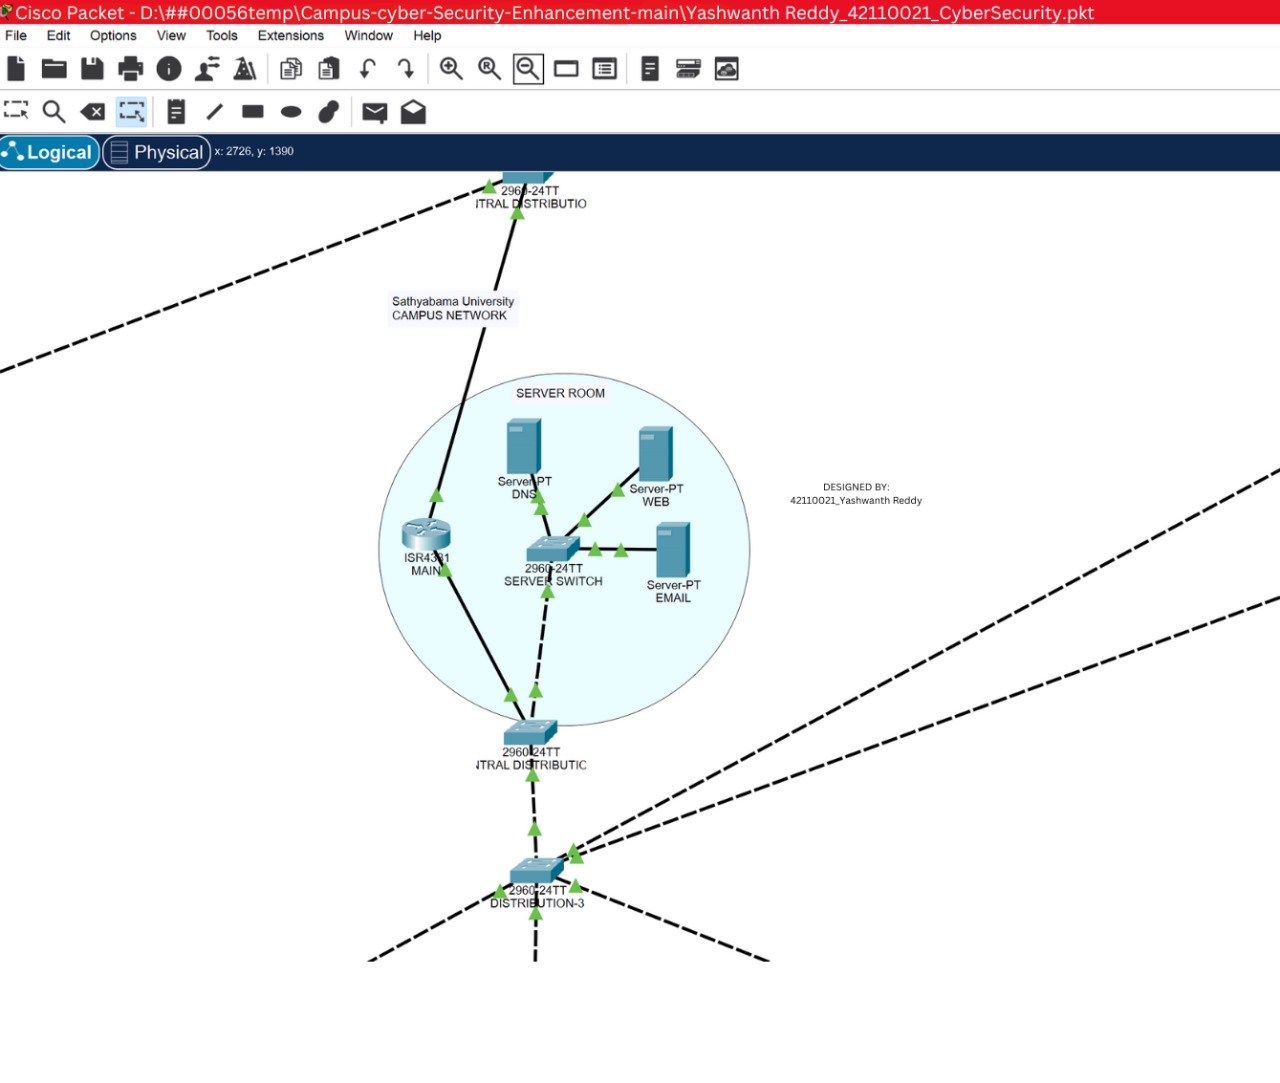 Cisco Packet - D:\##00056temp\Campus-cyber-Security-Enhancement-main\Yashwanth Reddy_42110021_CyberSecurity.pkt
File Edit Options View Tools Extensions Window Help
Logical Physical x: 2726, y: 1390
2960-24TT
NTRAL DISTRIBUTIO
Sathyabama University
CAMPUS NETWORK
SERVER ROOM
Server-PT
DNS
Server-PT
WEB
DESIGNED BY:
42110021_Yashwanth Reddy
ISR4331
MAIN
2960-24TT
SERVER SWITCH
Server-PT
EMAIL
2960-24TT
NTRAL DISTRIBUTIO
2960-24TT
DISTRIBUTION-3